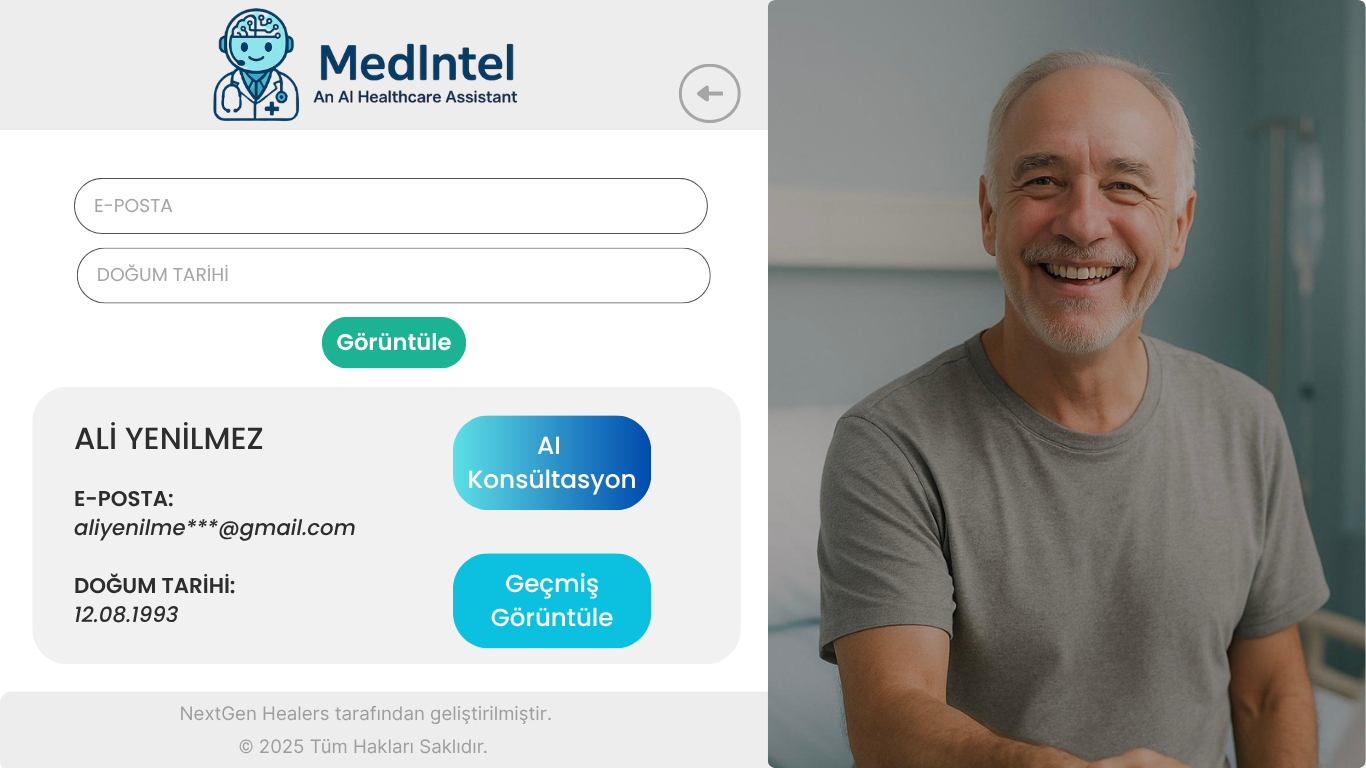 MedIntel
An AI Healthcare Assistant
E-POSTA
DOĞUM TARİHİ
Görüntüle
ALİ YENİLMEZ
E-POSTA:
aliyenilme***@gmail.com
DOĞUM TARİHİ:
12.08.1993
AI
Konsültasyon
Geçmiş
Görüntüle
NextGen Healers tarafından geliştirilmiştir.
© 2025 Tüm Hakları Saklıdır.